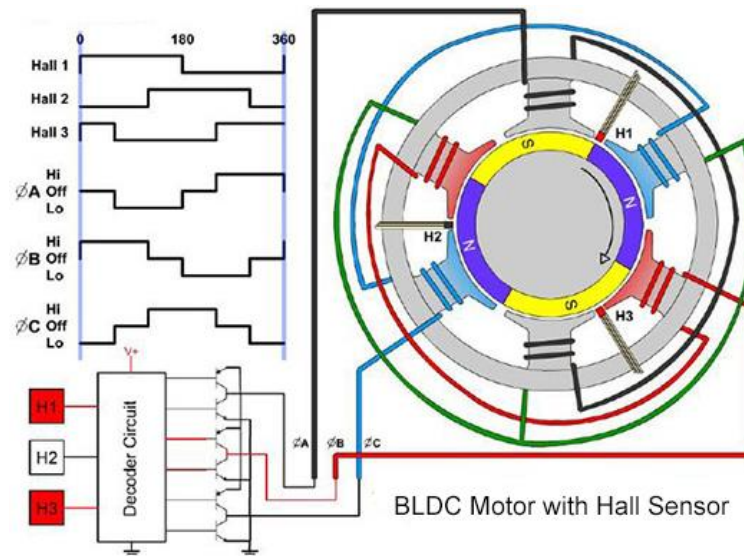 0 180 360
Hall 1
Hall 2
Hall 3
Hi
ØA Off
Lo
Hi
ØB Off
Lo
Hi
ØC Off
Lo
V+
H1
H2
H3
Decoder Circuit
ØA ØB ØC
S
N
N
S
H1
H2
H3
BLDC Motor with Hall Sensor